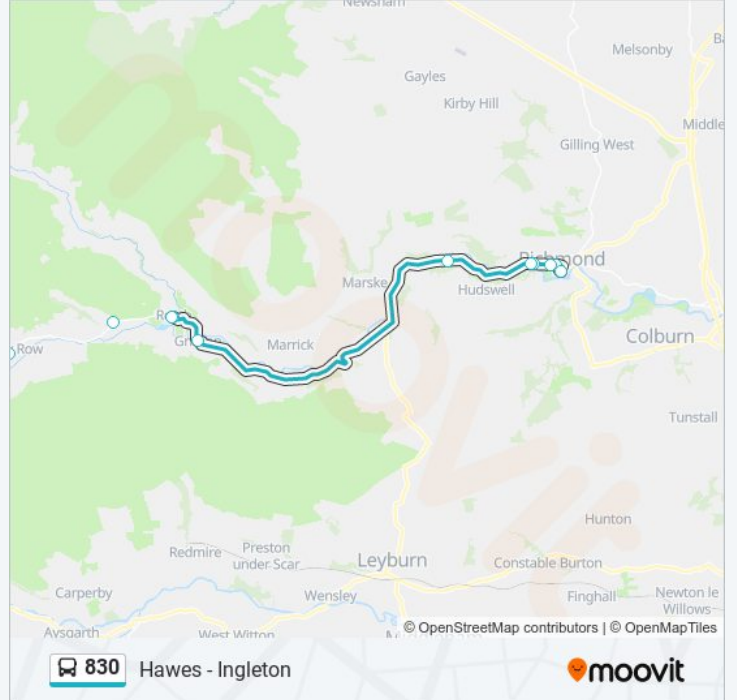 Newsham
Melsonby
Gayles
Kirby Hill
Middle
Gilling West
Richmond
Marske
Hudswell
Row
Marrick
Colburn
Tunstall
Hunton
Redmire
Preston
under Scar
Leyburn
Constable Burton
Carperby
Wensley
Finghall
Newton le
Willows
Aysgarth
West Witton
© OpenStreetMap contributors | © OpenMapTiles
830 Hawes - Ingleton
moovit
moovit